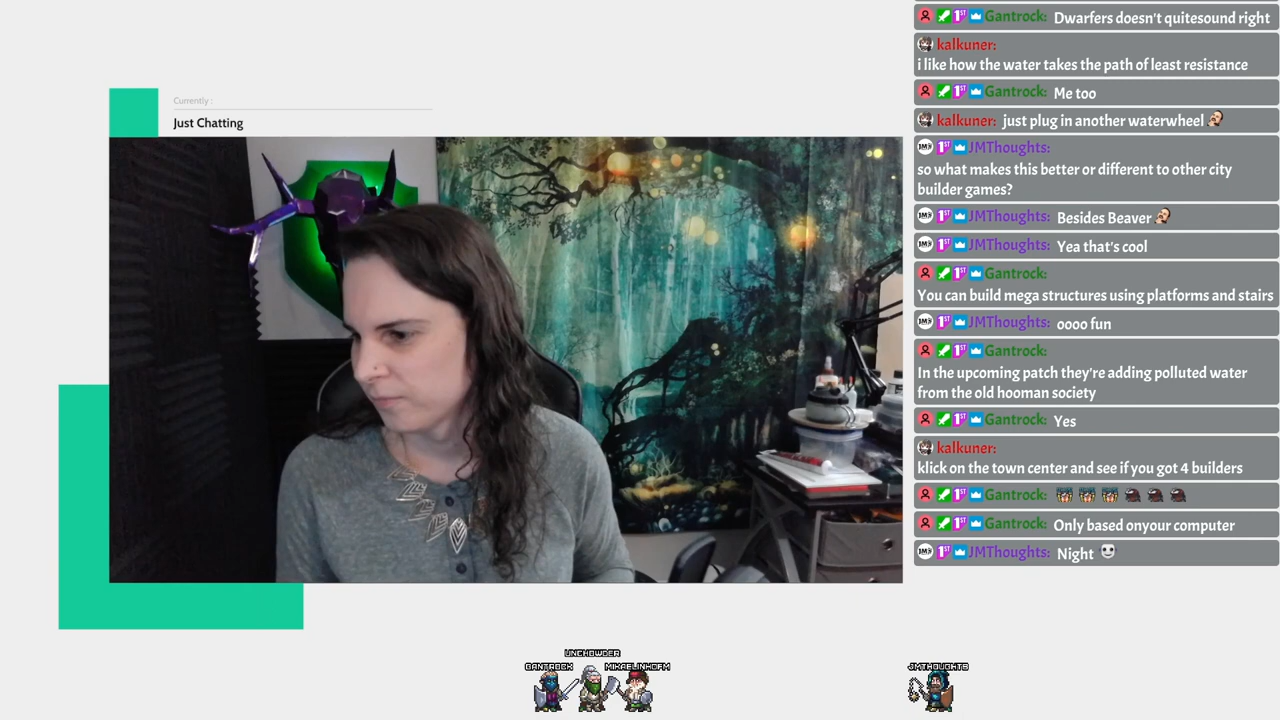 Currently :
Just Chatting
Gantrock: Dwarfers doesn't quitesound right
kalkuner:
i like how the water takes the path of least resistance
Gantrock: Me too
kalkuner: just plug in another waterwheel
JMThoughts:
so what makes this better or different to other city
builder games?
JMThoughts: Besides Beaver
JMThoughts: Yea that's cool
Gantrock:
You can build mega structures using platforms and stairs
JMThoughts: oooo fun
Gantrock:
In the upcoming patch they're adding polluted water
from the old hooman society
Gantrock: Yes
kalkuner:
klick on the town center and see if you got 4 builders
Gantrock:
Gantrock: Only based onyour computer
JMThoughts: Night
UNCHOWDER
GANTROCK
MIKAELINHOFM
JMTHOUGHTS